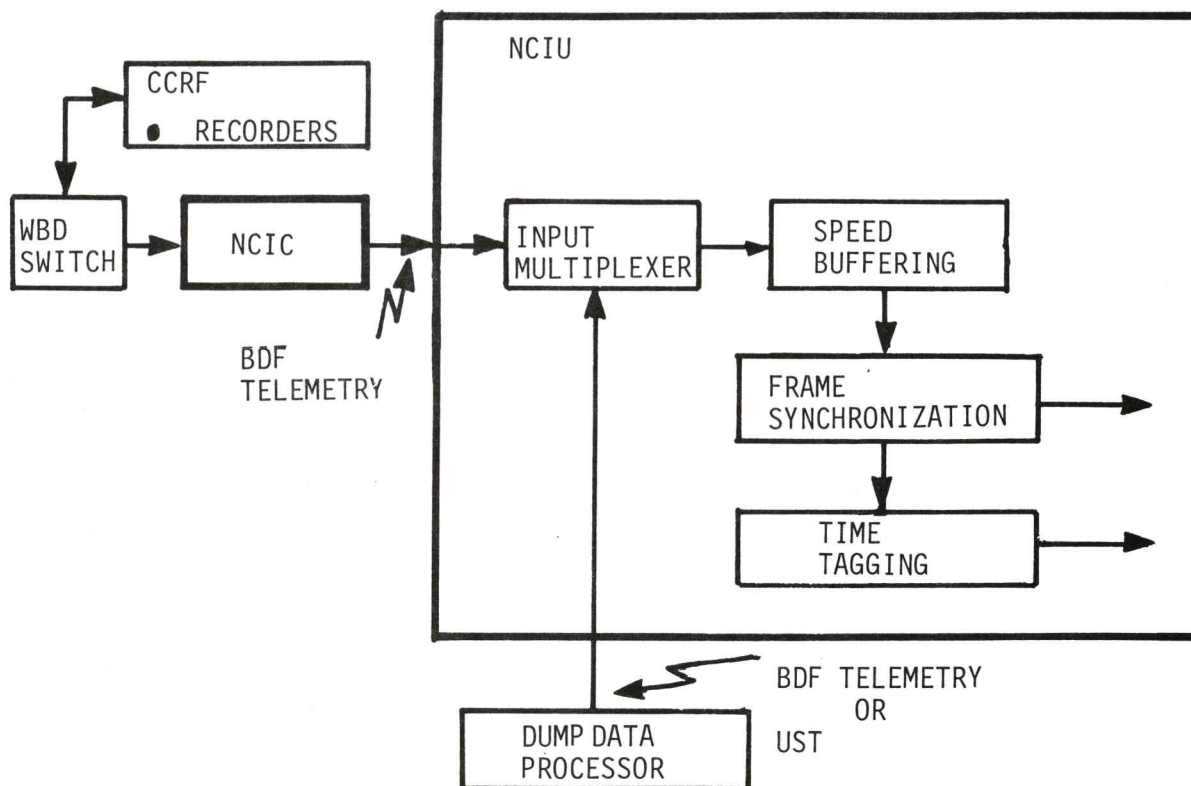 NCIU
CCRF
● RECORDERS
WBD
SWITCH
NCIC
INPUT
MULTIPLEXER
SPEED
BUFFERING
BDF
TELEMETRY
FRAME
SYNCHRONIZATION
TIME
TAGGING
BDF TELEMETRY
OR
UST
DUMP DATA
PROCESSOR